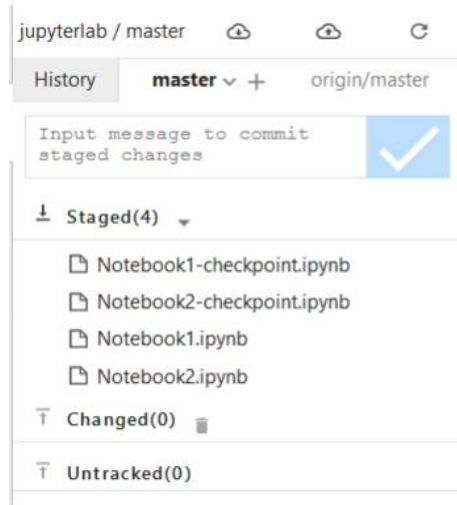 jupyterlab / master
History master + origin/master
Input message to commit
staged changes
Staged(4)
Notebook1-checkpoint.ipynb
Notebook2-checkpoint.ipynb
Notebook1.ipynb
Notebook2.ipynb
Changed(0)
Untracked(0)